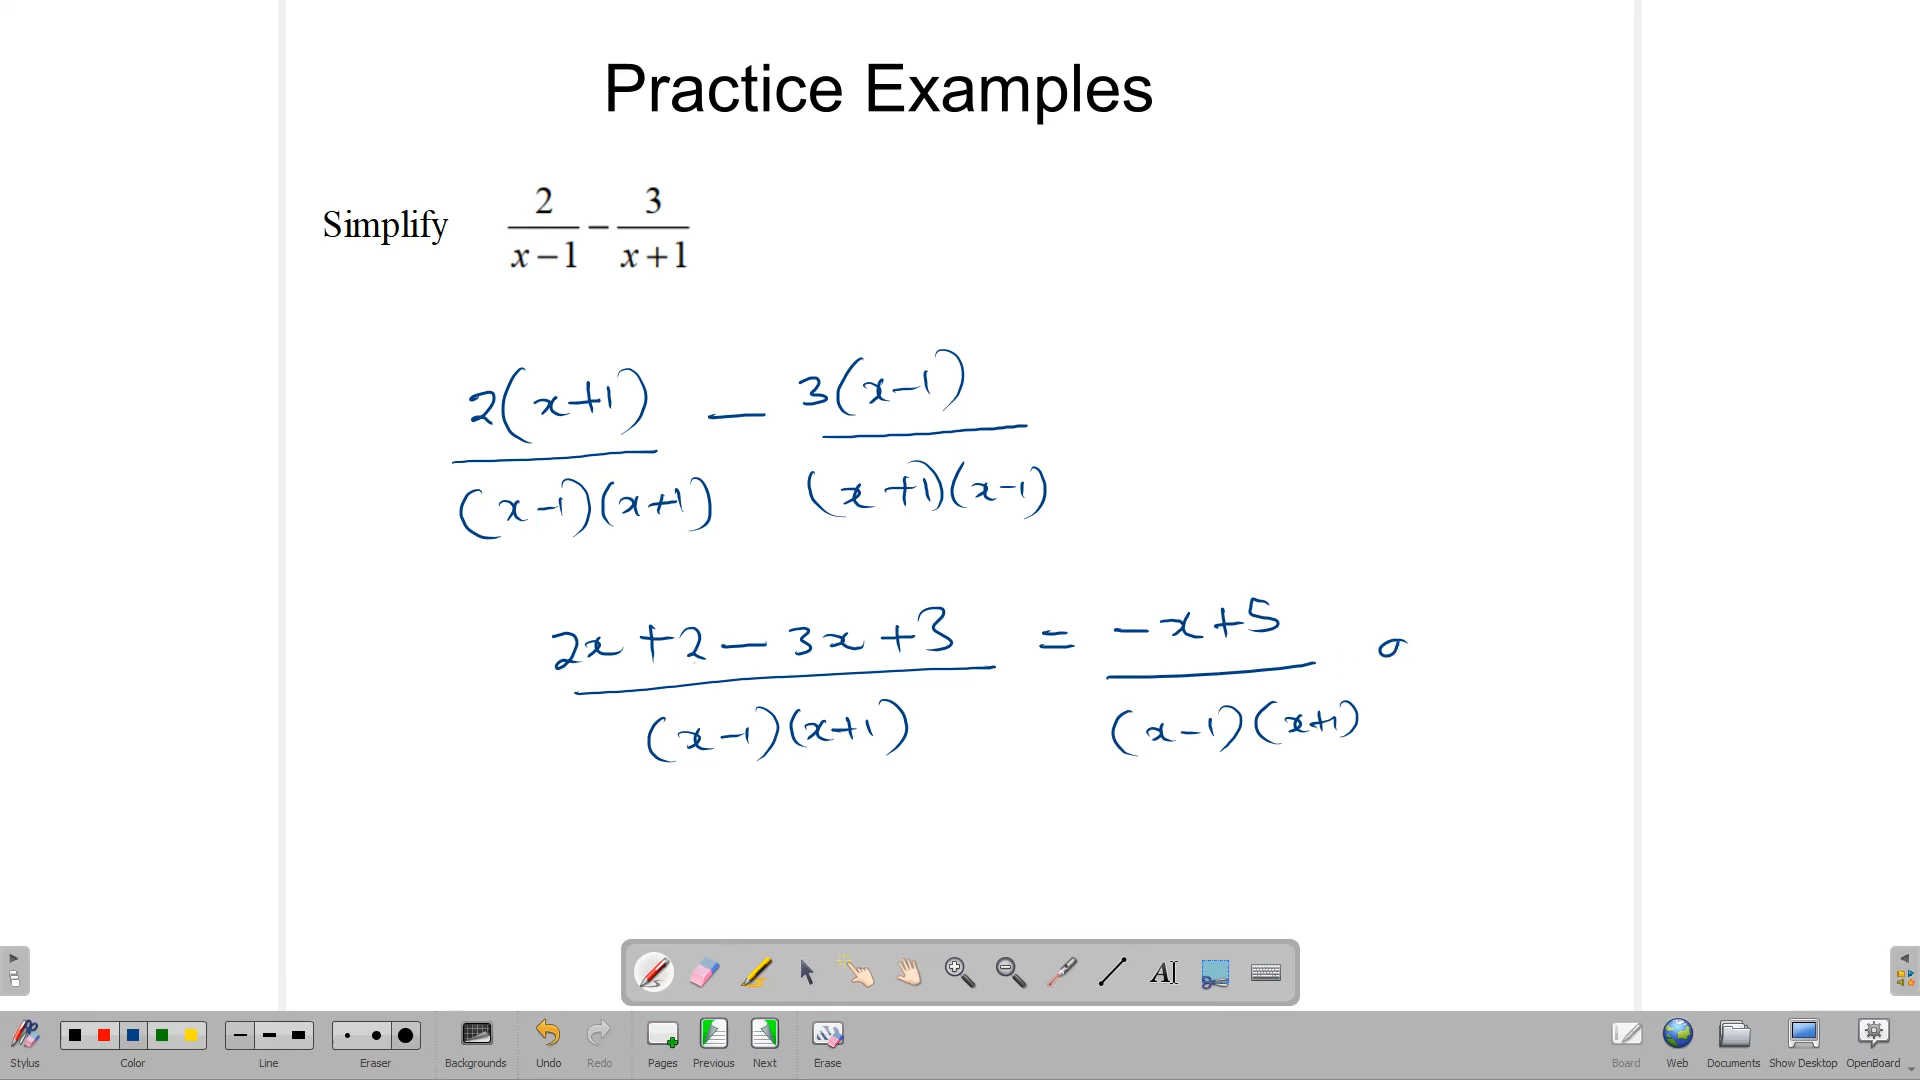 Practice Examples
Simplify 2/(x-1) - 3/(x+1)
2(x+1)/((x-1)(x+1)) - 3(x-1)/((x+1)(x-1))
(2x+2-3x+3)/((x-1)(x+1)) = (-x+5)/((x-1)(x+1))
Stylus Color Line Eraser Backgrounds Undo Redo Pages Previous Next Erase Board Web Documents Show Desktop OpenBoard